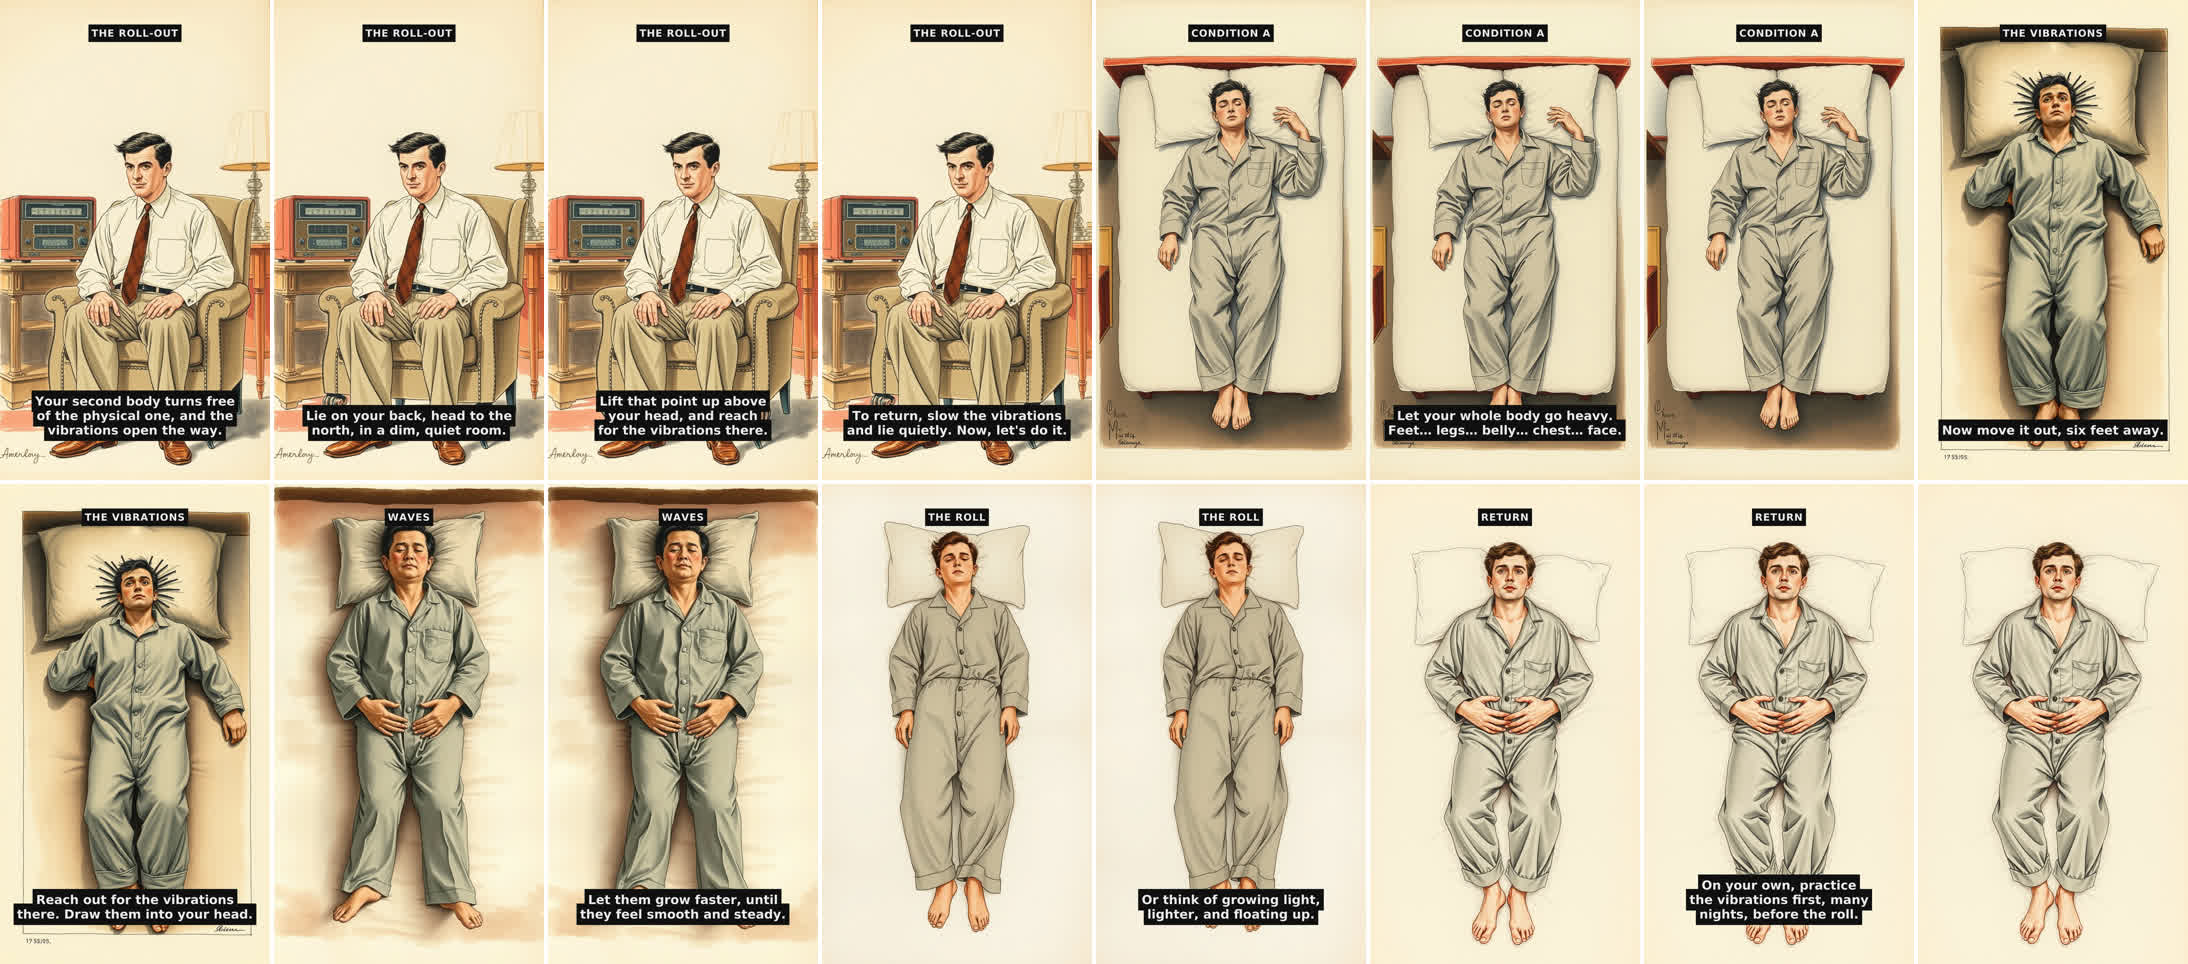 THE ROLL-OUT
Your second body turns free
of the physical one, and the
vibrations open the way.
Amerloy...
THE ROLL-OUT
Lie on your back, head to the
north, in a dim, quiet room.
Amerloy...
THE ROLL-OUT
Lift that point up above
your head, and reach
for the vibrations there.
Amerloy...
THE ROLL-OUT
To return, slow the vibrations
and lie quietly. Now, let's do it.
Amerloy...
CONDITION A
CONDITION A
Let your whole body go heavy.
Feet... legs... belly... chest... face.
CONDITION A
THE VIBRATIONS
Now move it out, six feet away.
THE VIBRATIONS
Reach out for the vibrations
there. Draw them into your head.
WAVES
WAVES
Let them grow faster, until
they feel smooth and steady.
THE ROLL
THE ROLL
Or think of growing light,
lighter, and floating up.
RETURN
RETURN
On your own, practice
the vibrations first, many
nights, before the roll.